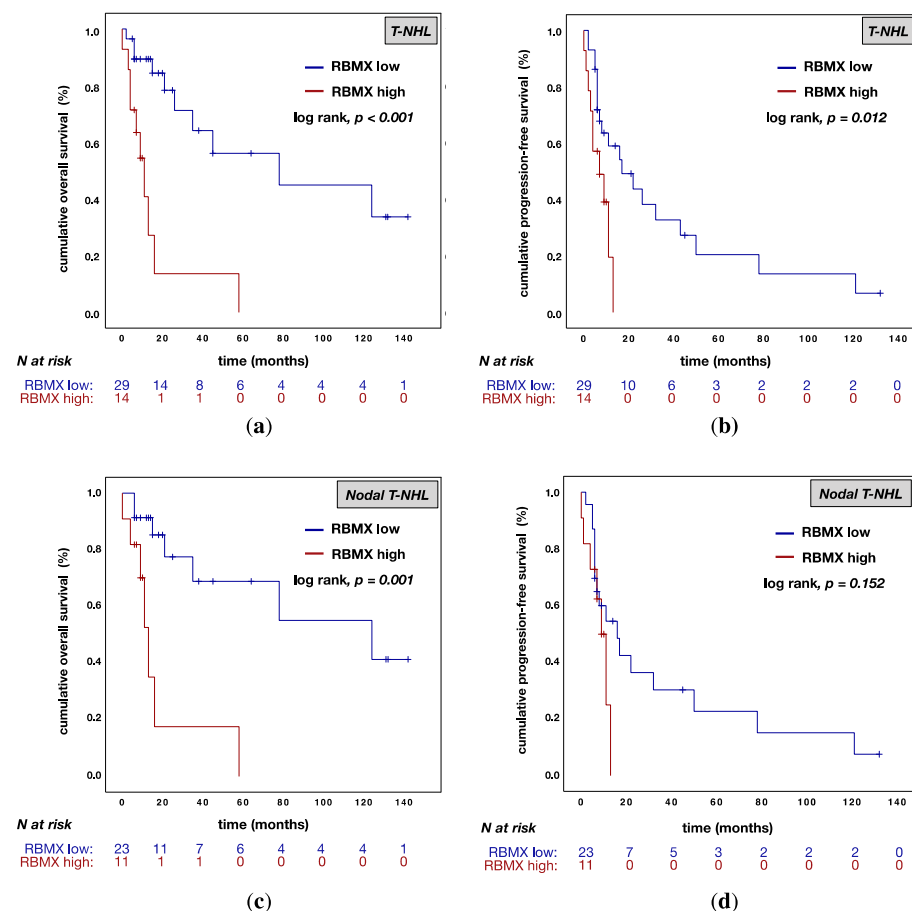 T-NHL
RBMX low
RBMX high
log rank, p < 0.001
cumulative overall survival (%)
1.0
0.8
0.6
0.4
0.2
0.0
0 20 40 60 80 100 120 140
time (months)
N at risk
RBMX low: 29 14 8 6 4 4 4 1
RBMX high: 14 1 1 0 0 0 0 0
(a)
T-NHL
RBMX low
RBMX high
log rank, p = 0.012
cumulative progression-free survival (%)
1.0
0.8
0.6
0.4
0.2
0.0
0 20 40 60 80 100 120 140
time (months)
N at risk
RBMX low: 29 10 6 3 2 2 2 0
RBMX high: 14 0 0 0 0 0 0 0
(b)
Nodal T-NHL
RBMX low
RBMX high
log rank, p = 0.001
cumulative overall survival (%)
1.0
0.8
0.6
0.4
0.2
0.0
0 20 40 60 80 100 120 140
time (months)
N at risk
RBMX low: 23 11 7 6 4 4 4 1
RBMX high: 11 1 1 0 0 0 0 0
(c)
Nodal T-NHL
RBMX low
RBMX high
log rank, p = 0.152
cumulative progression-free survival (%)
1.0
0.8
0.6
0.4
0.2
0.0
0 20 40 60 80 100 120 140
time (months)
N at risk
RBMX low: 23 7 5 3 2 2 2 0
RBMX high: 11 0 0 0 0 0 0 0
(d)